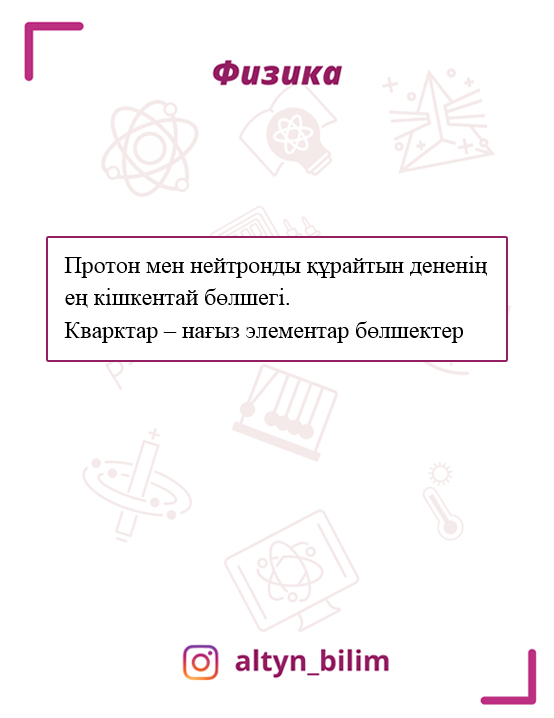 Физика
Протон мен нейтронды құрайтын дененің
ең кішкентай бөлшегі.
Кварктар – нағыз элементар бөлшектер
altyn_bilim